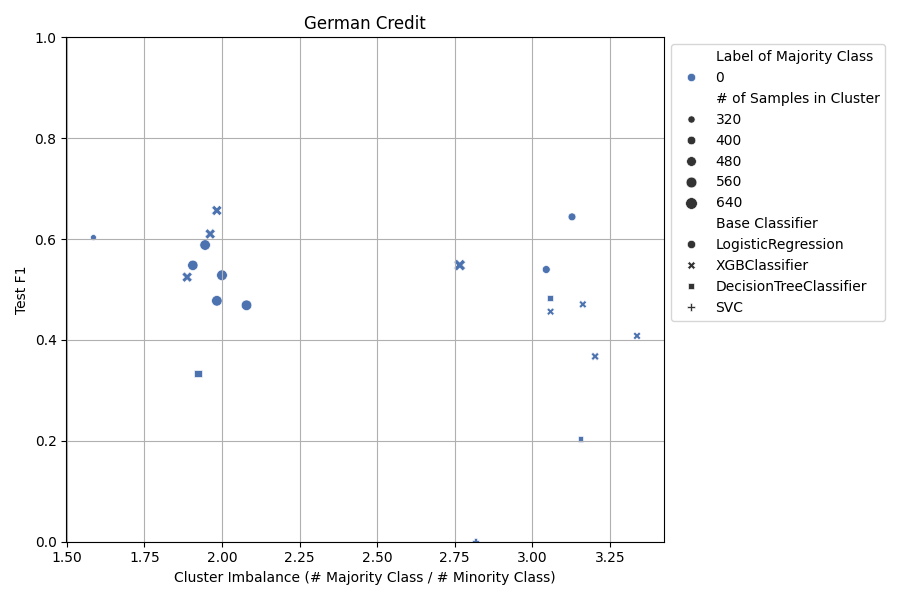 German Credit
Test F1
1.0
0.8
0.6
0.4
0.2
0.0
1.50 1.75 2.00 2.25 2.50 2.75 3.00 3.25
Cluster Imbalance (# Majority Class / # Minority Class)
Label of Majority Class
0
# of Samples in Cluster
320
400
480
560
640
Base Classifier
LogisticRegression
XGBClassifier
DecisionTreeClassifier
SVC